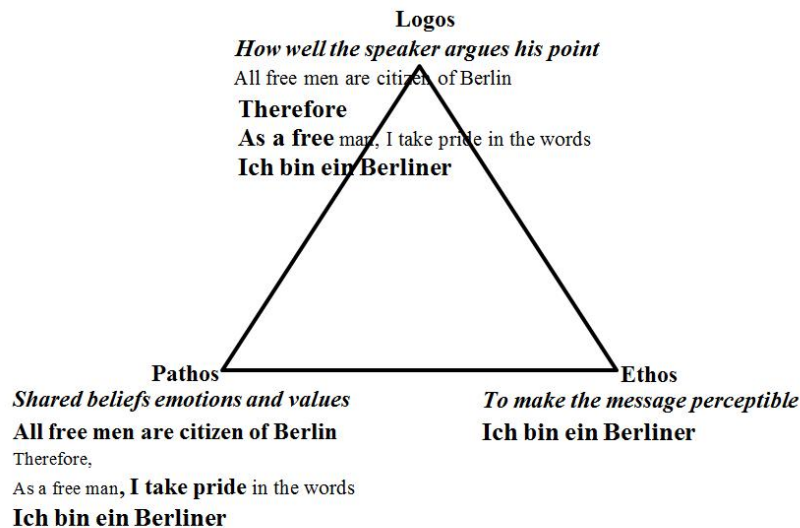 Logos
How well the speaker argues his point
All free men are citizen of Berlin
Therefore
As a free man, I take pride in the words
Ich bin ein Berliner
Pathos
Shared beliefs emotions and values
All free men are citizen of Berlin
Therefore,
As a free man, I take pride in the words
Ich bin ein Berliner
Ethos
To make the message perceptible
Ich bin ein Berliner